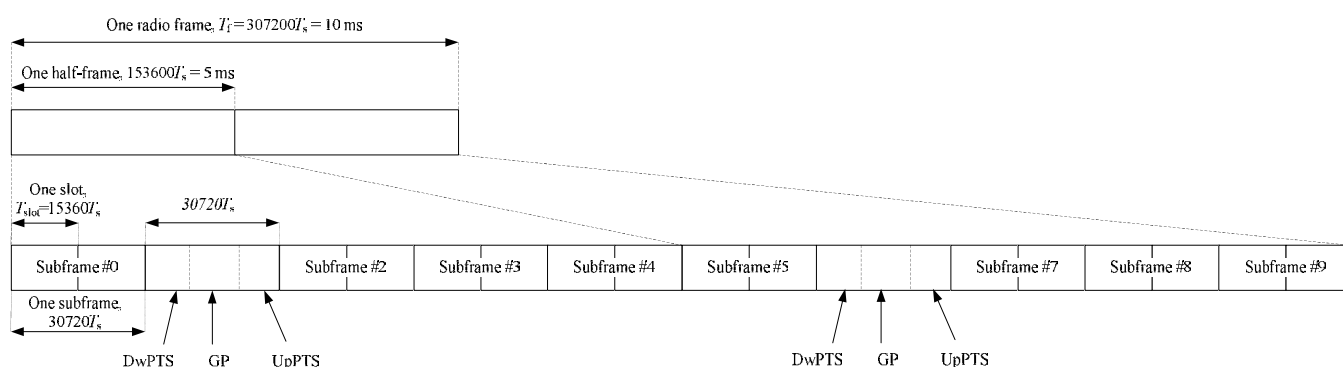 One radio frame, T_f=307200T_s = 10 ms
One half-frame, 153600T_s = 5 ms
One slot,
T_slot=15360T_s
30720T_s
Subframe #0
Subframe #2
Subframe #3
Subframe #4
Subframe #5
Subframe #7
Subframe #8
Subframe #9
One subframe,
30720T_s
DwPTS
GP
UpPTS
DwPTS
GP
UpPTS